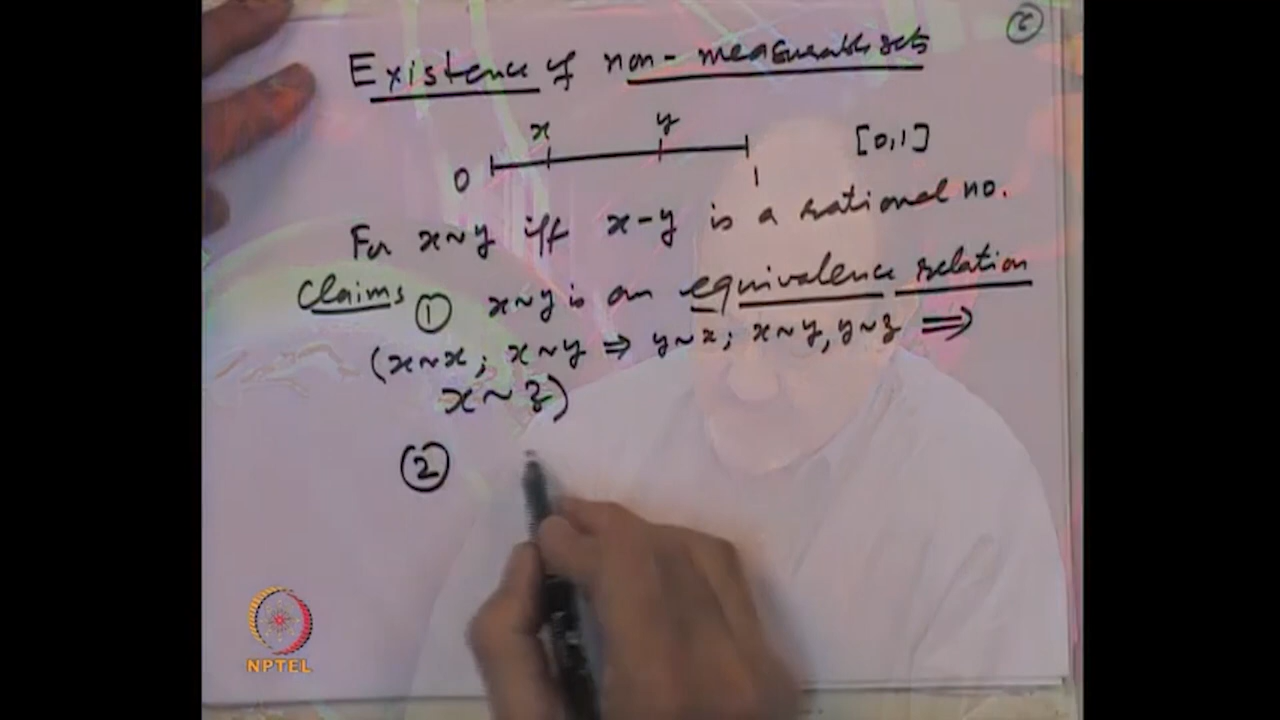 6
Existence of non-measurable sets
x y
0 1 [0,1]
For x~y iff x-y is a rational no.
Claims ① x~y is an equivalence relation
(x~x; x~y ⇒ y~x; x~y, y~z ⇒
x~z)
②
NPTEL